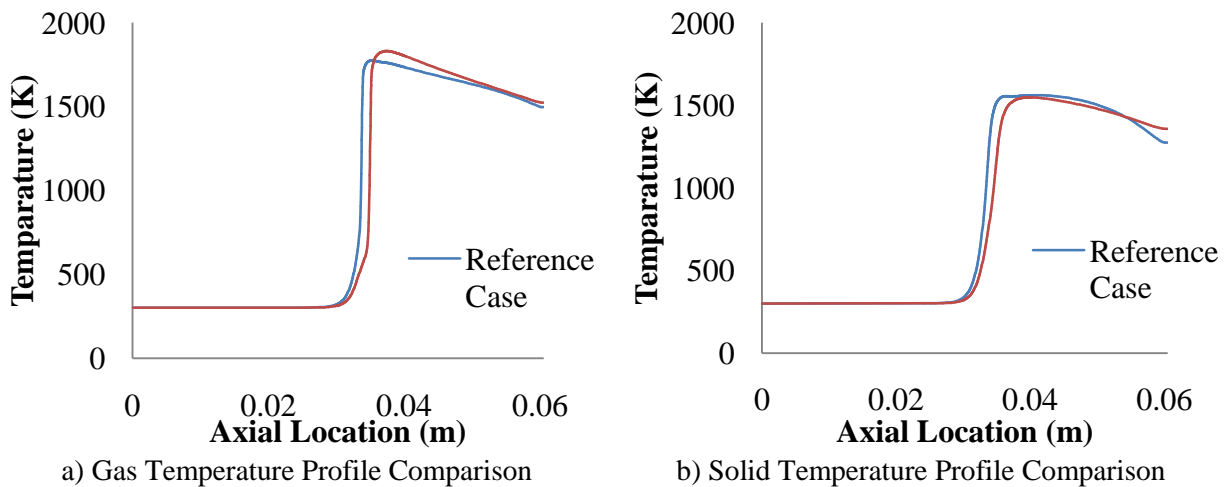 2000
1500
1000
500
0
Temparature (K)
0
0.02
0.04
0.06
Axial Location (m)
Reference
Case
a) Gas Temperature Profile Comparison
2000
1500
1000
500
0
Temparature (K)
0
0.02
0.04
0.06
Axial Location (m)
Reference
Case
b) Solid Temperature Profile Comparison